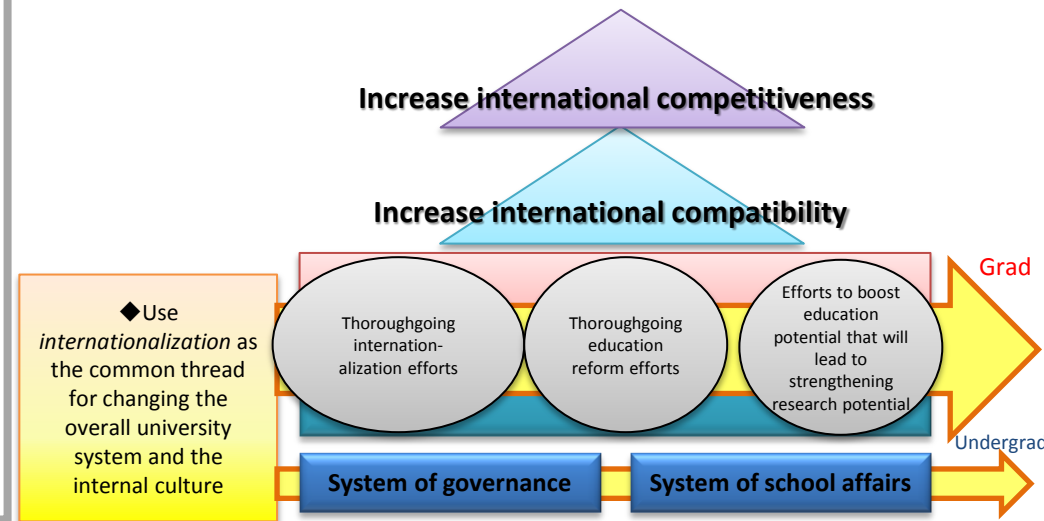 Increase international competitiveness
Increase international compatibility
◆Use
internationalization as
the common thread
for changing the
overall university
system and the
internal culture
Thoroughgoing
internation-
alization efforts
Thoroughgoing
education
reform efforts
Efforts to boost
education
potential that will
lead to
strengthening
research potential
Grad
Undergrad
System of governance
System of school affairs